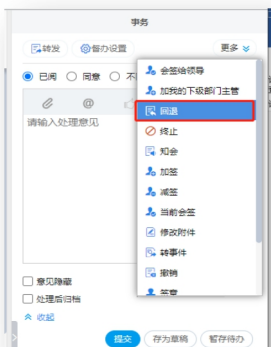 事务
转发 督办设置 更多
已阅 同意 不
@
请输入处理意见
会签给领导
加我的下级部门主管
回退
终止
知会
加签
减签
当前会签
修改附件
转事件
撤销
签章
意见隐藏
处理后归档
收起
提交 存为草稿 暂存待办